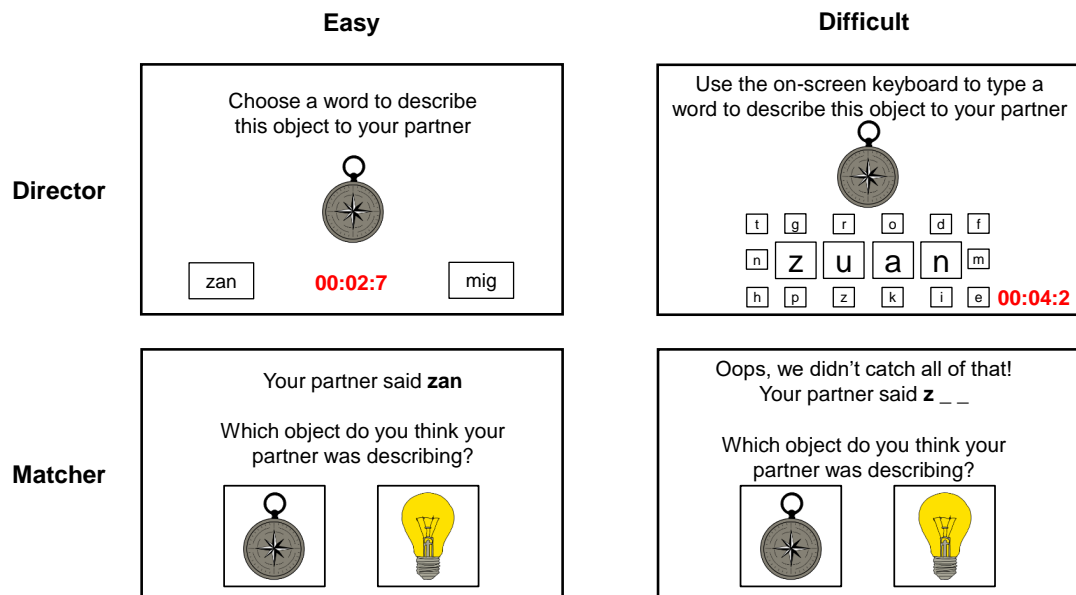 Easy
Difficult
Director
Choose a word to describe
this object to your partner
zan
00:02:7
mig
Use the on-screen keyboard to type a
word to describe this object to your partner
t g r o d f
n z u a n m
h p z k i e 00:04:2
Matcher
Your partner said zan
Which object do you think your
partner was describing?
Oops, we didn't catch all of that!
Your partner said z _ _
Which object do you think your
partner was describing?